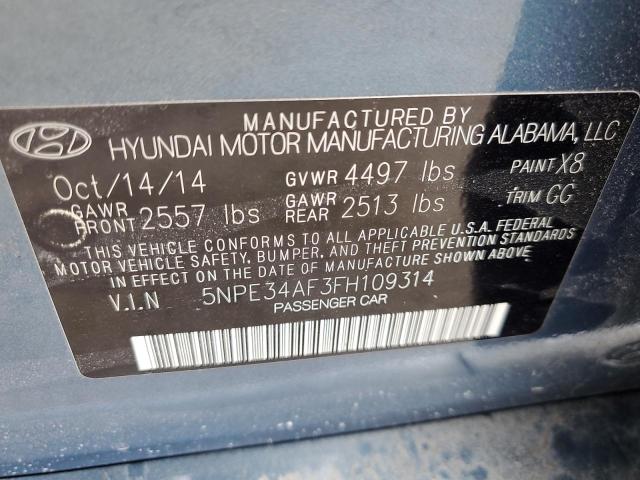 MANUFACTURED BY
HYUNDAI MOTOR MANUFACTURING ALABAMA, LLC
Oct/14/14 GVWR 4497 lbs PAINT X8
GAWR FRONT 2557 lbs GAWR REAR 2513 lbs TRIM GG
THIS VEHICLE CONFORMS TO ALL APPLICABLE U.S.A. FEDERAL
MOTOR VEHICLE SAFETY, BUMPER, AND THEFT PREVENTION STANDARDS
IN EFFECT ON THE DATE OF MANUFACTURE SHOWN ABOVE.
V.I.N 5NPE34AF3FH109314
PASSENGER CAR